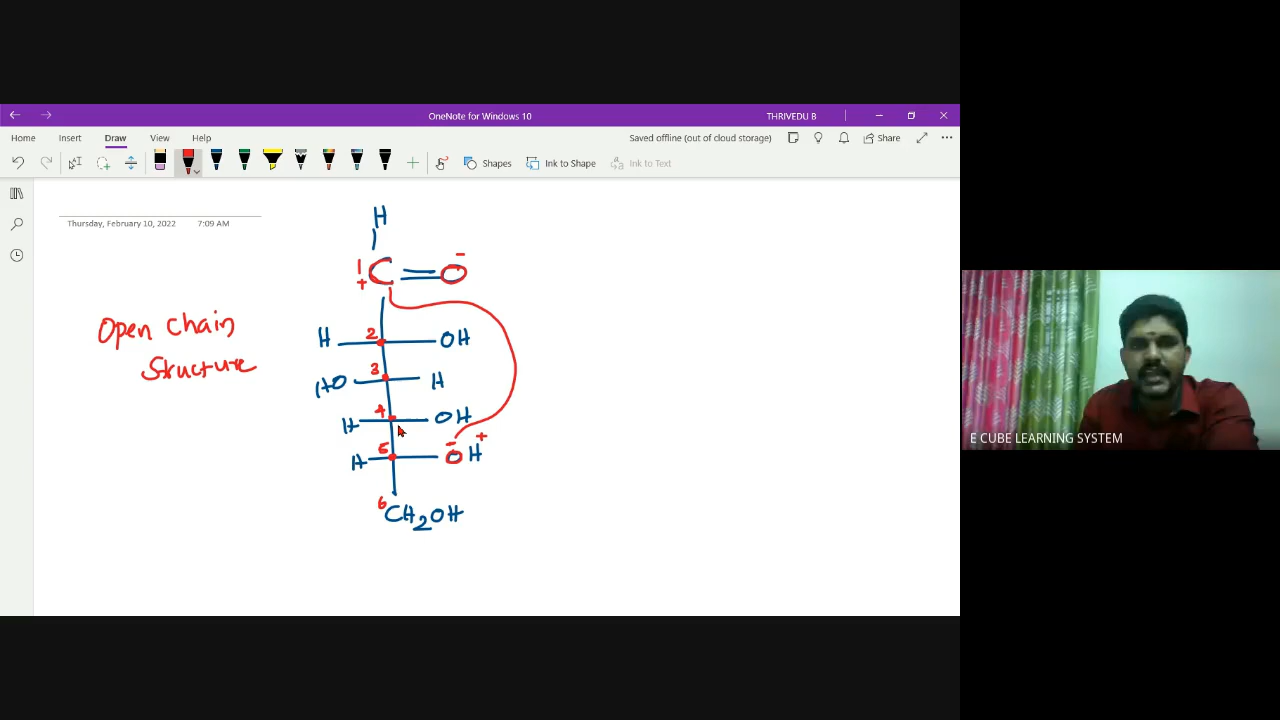 OneNote for Windows 10
THRIVEDU B
Home Insert Draw View Help
Saved offline (out of cloud storage)
Share
Shapes
Ink to Shape
Ink to Text
Thursday, February 10, 2022 7:09 AM
H
1 C = O -
+
H 2 OH
3
HO H
4
H OH
5 - +
H OH
6
CH2OH
Open Chain
Structure
E CUBE LEARNING SYSTEM